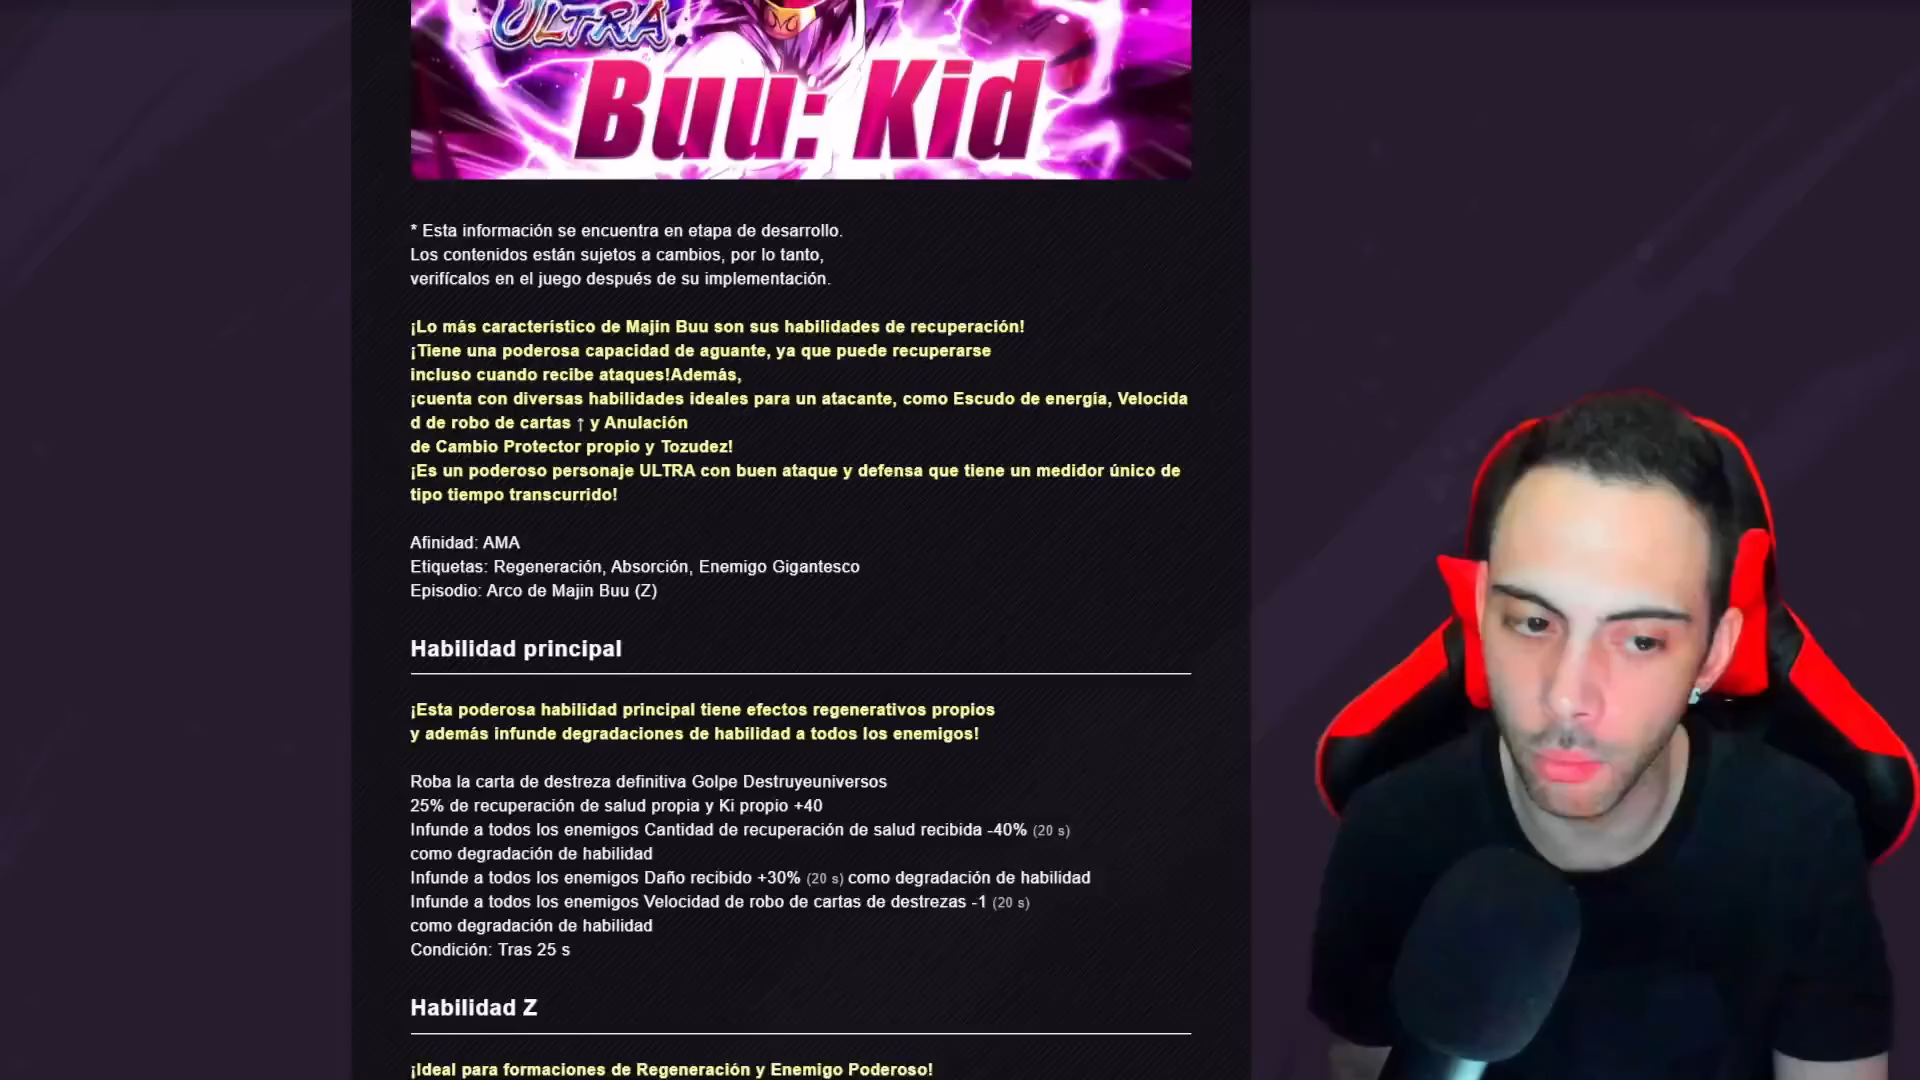 ULTRA
Buu: Kid
* Esta información se encuentra en etapa de desarrollo.
Los contenidos están sujetos a cambios, por lo tanto,
verifícalos en el juego después de su implementación.
¡Lo más característico de Majin Buu son sus habilidades de recuperación!
¡Tiene una poderosa capacidad de aguante, ya que puede recuperarse
incluso cuando recibe ataques!Además,
¡cuenta con diversas habilidades ideales para un atacante, como Escudo de energía, Velocida
d de robo de cartas ↑ y Anulación
de Cambio Protector propio y Tozudez!
¡Es un poderoso personaje ULTRA con buen ataque y defensa que tiene un medidor único de
tipo tiempo transcurrido!
Afinidad: AMA
Etiquetas: Regeneración, Absorción, Enemigo Gigantesco
Episodio: Arco de Majin Buu (Z)
Habilidad principal
¡Esta poderosa habilidad principal tiene efectos regenerativos propios
y además infunde degradaciones de habilidad a todos los enemigos!
Roba la carta de destreza definitiva Golpe Destruyeuniversos
25% de recuperación de salud propia y Ki propio +40
Infunde a todos los enemigos Cantidad de recuperación de salud recibida -40% (20 s)
como degradación de habilidad
Infunde a todos los enemigos Daño recibido +30% (20 s) como degradación de habilidad
Infunde a todos los enemigos Velocidad de robo de cartas de destrezas -1 (20 s)
como degradación de habilidad
Condición: Tras 25 s
Habilidad Z
¡Ideal para formaciones de Regeneración y Enemigo Poderoso!